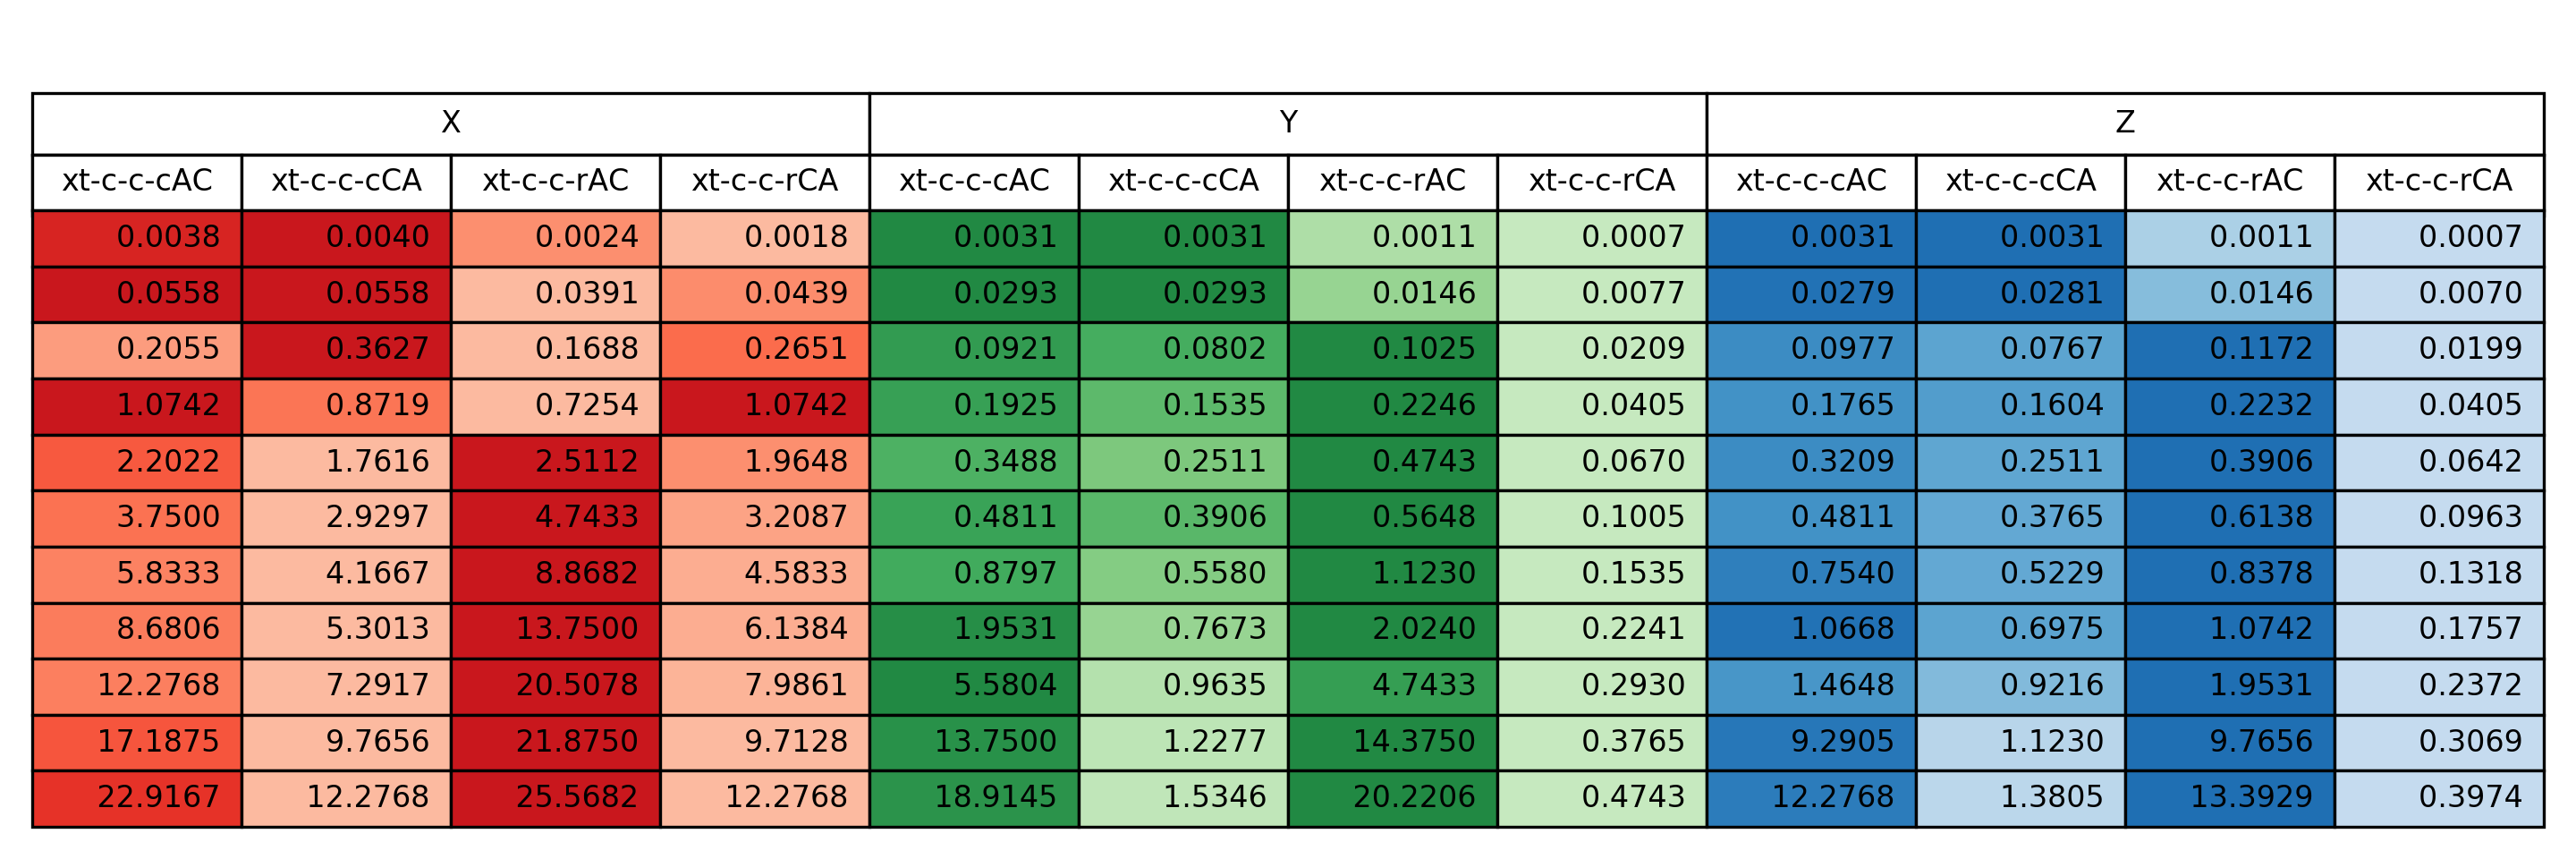 X Y Z
xt-c-c-cAC xt-c-c-cCA xt-c-c-rAC xt-c-c-rCA xt-c-c-cAC xt-c-c-cCA xt-c-c-rAC xt-c-c-rCA xt-c-c-cAC xt-c-c-cCA xt-c-c-rAC xt-c-c-rCA
0.0038 0.0040 0.0024 0.0018 0.0031 0.0031 0.0011 0.0007 0.0031 0.0031 0.0011 0.0007
0.0558 0.0558 0.0391 0.0439 0.0293 0.0293 0.0146 0.0077 0.0279 0.0281 0.0146 0.0070
0.2055 0.3627 0.1688 0.2651 0.0921 0.0802 0.1025 0.0209 0.0977 0.0767 0.1172 0.0199
1.0742 0.8719 0.7254 1.0742 0.1925 0.1535 0.2246 0.0405 0.1765 0.1604 0.2232 0.0405
2.2022 1.7616 2.5112 1.9648 0.3488 0.2511 0.4743 0.0670 0.3209 0.2511 0.3906 0.0642
3.7500 2.9297 4.7433 3.2087 0.4811 0.3906 0.5648 0.1005 0.4811 0.3765 0.6138 0.0963
5.8333 4.1667 8.8682 4.5833 0.8797 0.5580 1.1230 0.1535 0.7540 0.5229 0.8378 0.1318
8.6806 5.3013 13.7500 6.1384 1.9531 0.7673 2.0240 0.2241 1.0668 0.6975 1.0742 0.1757
12.2768 7.2917 20.5078 7.9861 5.5804 0.9635 4.7433 0.2930 1.4648 0.9216 1.9531 0.2372
17.1875 9.7656 21.8750 9.7128 13.7500 1.2277 14.3750 0.3765 9.2905 1.1230 9.7656 0.3069
22.9167 12.2768 25.5682 12.2768 18.9145 1.5346 20.2206 0.4743 12.2768 1.3805 13.3929 0.3974